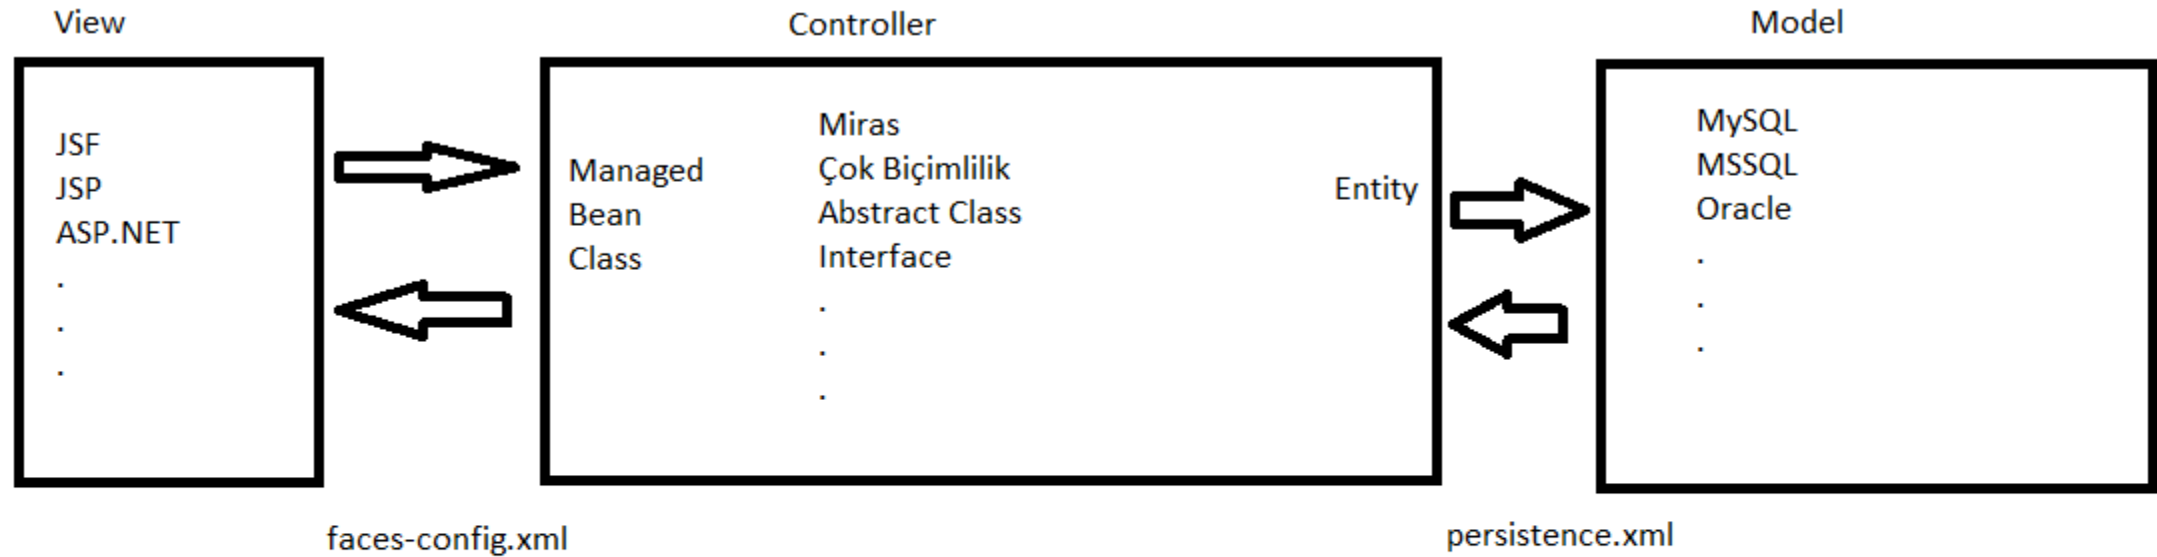 View
Controller
Model
JSF
JSP
ASP.NET
.
.
.
Managed
Bean
Class
Miras
Çok Biçimlilik
Abstract Class
Interface
.
.
.
Entity
MySQL
MSSQL
Oracle
.
.
.
faces-config.xml
persistence.xml